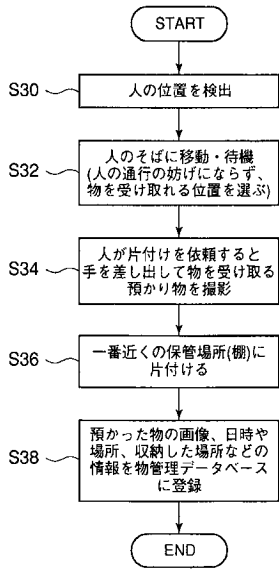 START
S30
人の位置を検出
S32
人のそばに移動・待機
(人の通行の妨げにならず、
物を受け取れる位置を選ぶ)
S34
人が片付けを依頼すると
手を差し出して物を受け取る
預かり物を撮影
S36
一番近くの保管場所(棚)に
片付ける
S38
預かった物の画像、日時や
場所、収納した場所などの
情報を物管理データベース
に登録
END